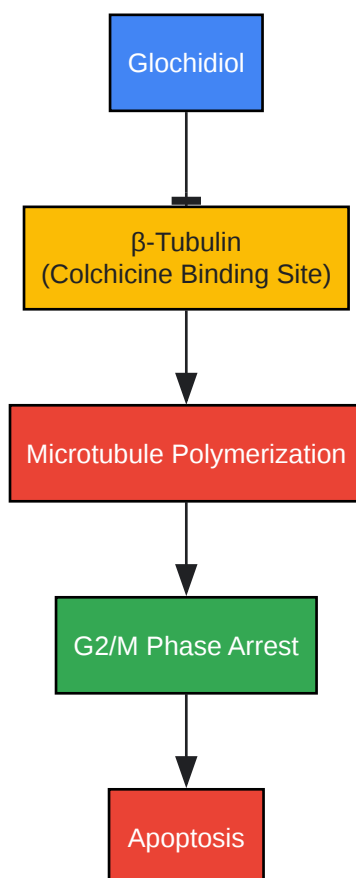 Glochidiol
β-Tubulin
(Colchicine Binding Site)
Microtubule Polymerization
G2/M Phase Arrest
Apoptosis